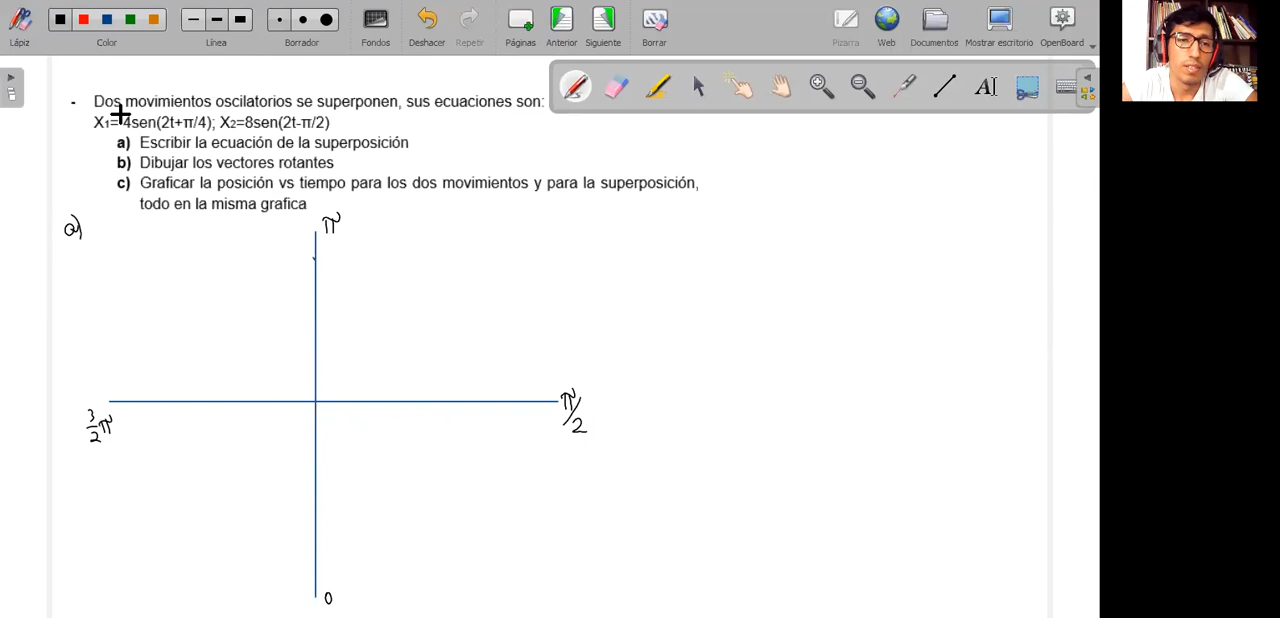 Lápiz Color Línea Borrador Fondos Deshacer Repetir Páginas Anterior Siguiente Borrar Pizarra Web Documentos Mostrar escritorio OpenBoard
- Dos movimientos oscilatorios se superponen, sus ecuaciones son:
X₁= 4sen(2t+π/4); X₂=8sen(2t-π/2)
a) Escribir la ecuación de la superposición
b) Dibujar los vectores rotantes
c) Graficar la posición vs tiempo para los dos movimientos y para la superposición,
todo en la misma grafica
a)
π
π/2
3/2 π
0